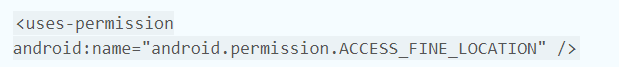 <uses-permission
android:name="android.permission.ACCESS_FINE_LOCATION" />